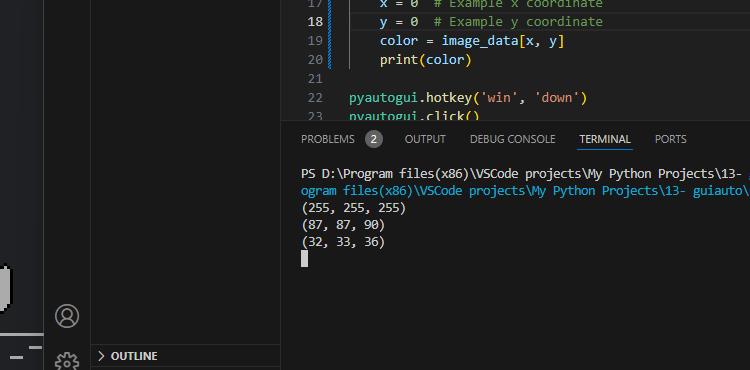 17 x = 0 # Example x coordinate
18 y = 0 # Example y coordinate
19 color = image_data[x, y]
20 print(color)
21
22 pyautogui.hotkey('win', 'down')
23 pyautogui.click()
PROBLEMS 2 OUTPUT DEBUG CONSOLE TERMINAL PORTS
PS D:\Program files(x86)\VSCode projects\My Python Projects\13-
ogram files(x86)\VSCode projects\My Python Projects\13- guiauto\
(255, 255, 255)
(87, 87, 90)
(32, 33, 36)
OUTLINE